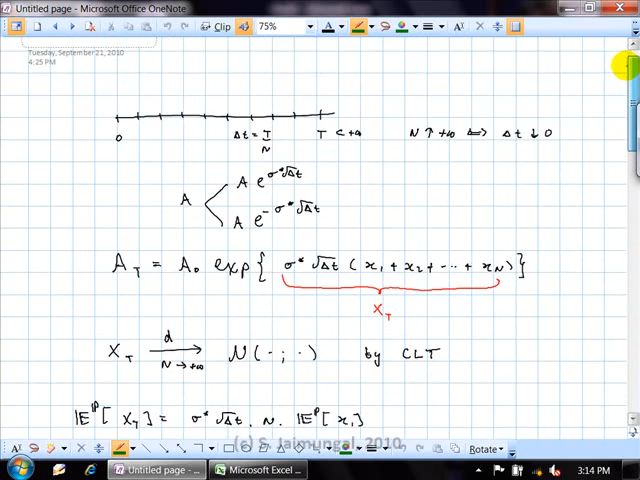 Untitled page - Microsoft OneNote
Clip
75%
Tuesday, September 21, 2010
4:25 PM
0 Δt = T/N T < +∞ N ↑ +∞ ⟺ Δt ↓ 0
A e^{σ*√Δt}
A
A e^{-σ*√Δt}
A_T = A_0 exp{ σ* √Δt (x_1 + x_2 + ... + x_N) }
X_T
X_T d→ N→+∞ N(·;·) by CLT
E^P[X_T] = σ* √Δt . N . E^P[x_1]
(c) S. Jaimungal, 2010
Rotate
Untitled page - ...
Microsoft Excel ...
3:14 PM